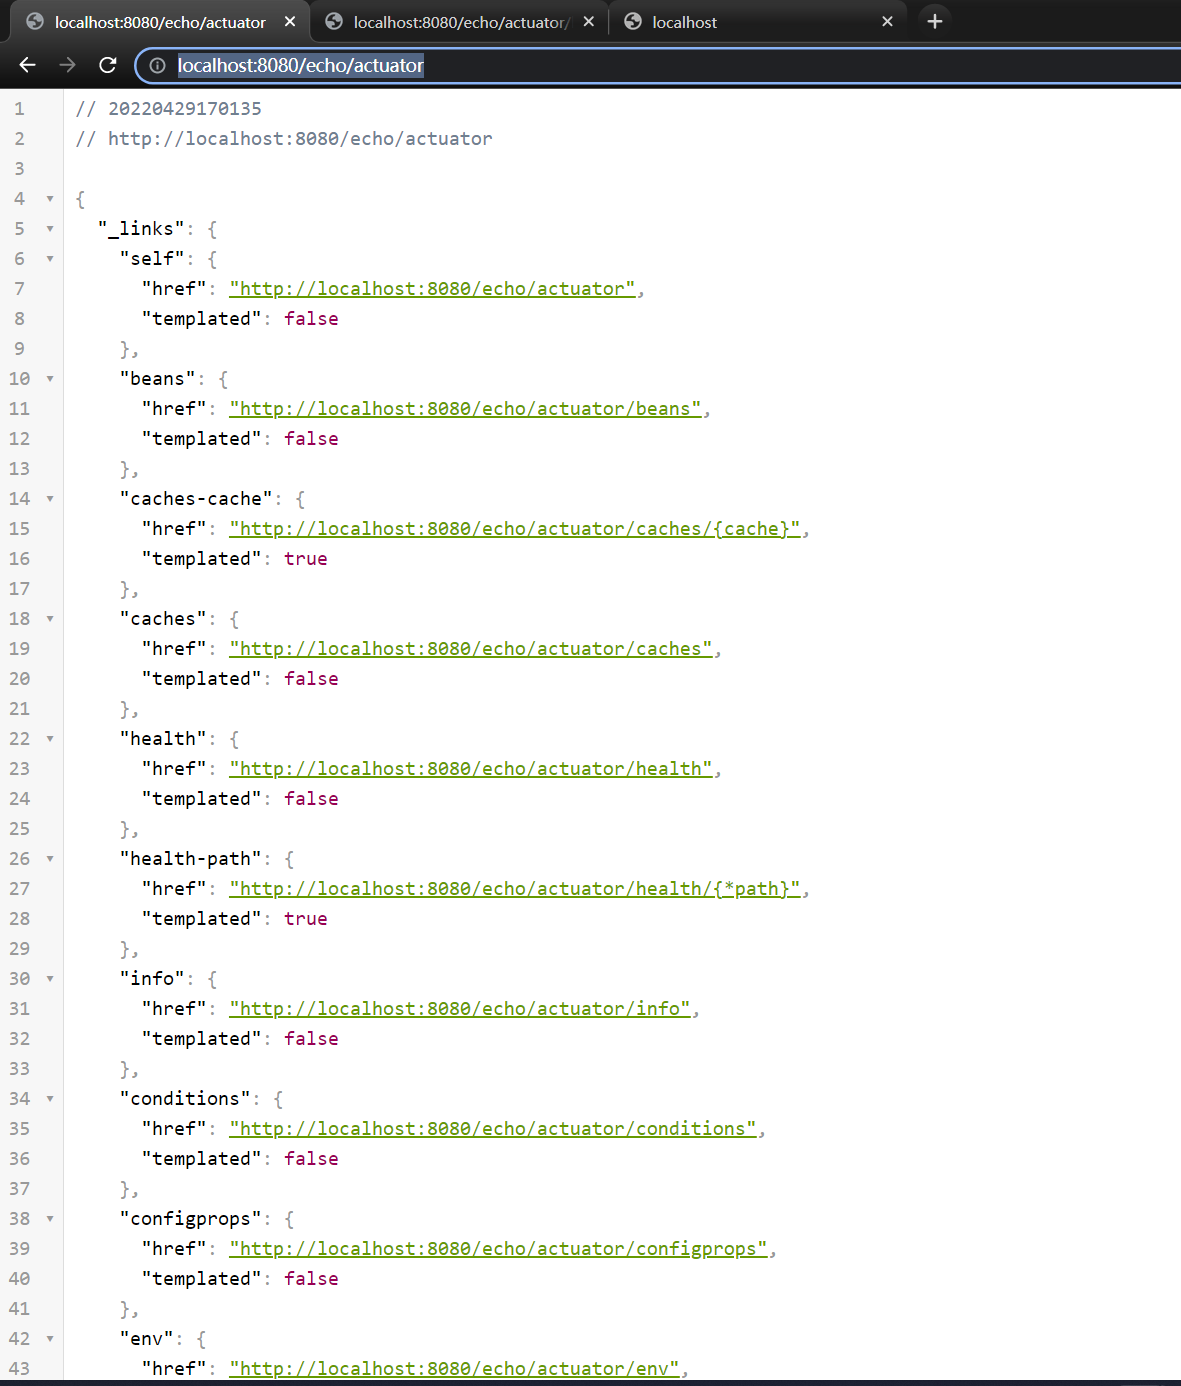 localhost:8080/echo/actuator
localhost:8080/echo/actuator/
localhost
localhost:8080/echo/actuator
1 // 20220429170135
2 // http://localhost:8080/echo/actuator
3
4 {
5 "_links": {
6 "self": {
7 "href": "http://localhost:8080/echo/actuator",
8 "templated": false
9 },
10 "beans": {
11 "href": "http://localhost:8080/echo/actuator/beans",
12 "templated": false
13 },
14 "caches-cache": {
15 "href": "http://localhost:8080/echo/actuator/caches/{cache}",
16 "templated": true
17 },
18 "caches": {
19 "href": "http://localhost:8080/echo/actuator/caches",
20 "templated": false
21 },
22 "health": {
23 "href": "http://localhost:8080/echo/actuator/health",
24 "templated": false
25 },
26 "health-path": {
27 "href": "http://localhost:8080/echo/actuator/health/{*path}",
28 "templated": true
29 },
30 "info": {
31 "href": "http://localhost:8080/echo/actuator/info",
32 "templated": false
33 },
34 "conditions": {
35 "href": "http://localhost:8080/echo/actuator/conditions",
36 "templated": false
37 },
38 "configprops": {
39 "href": "http://localhost:8080/echo/actuator/configprops",
40 "templated": false
41 },
42 "env": {
43 "href": "http://localhost:8080/echo/actuator/env",